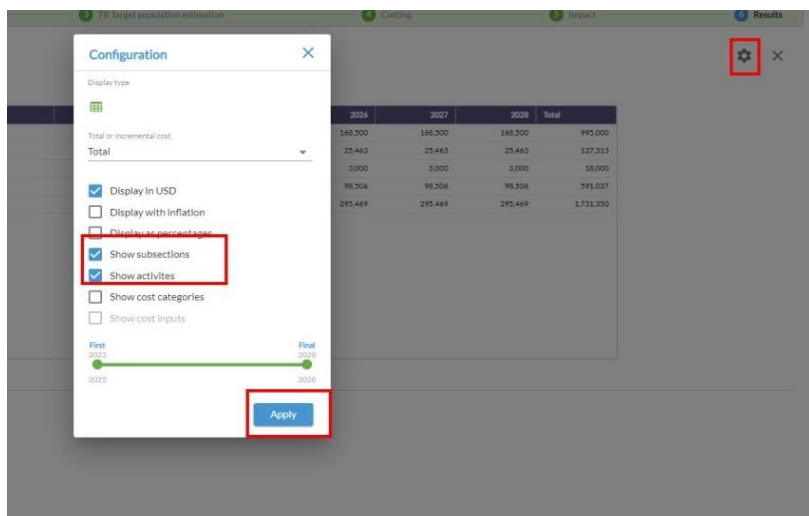 3 TB Target population estimation 4 Costing 5 Impact 6 Results
Configuration
Display type
Total or incremental cost
Total
Display in USD
Display with inflation
Display as percentages
Show subsections
Show activites
Show cost categories
Show cost inputs
First Final
2023 2028
2023 2028
Apply
2026 2027 2028 Total
168,500 168,500 168,500 995,000
25,463 25,463 25,463 127,313
3,000 3,000 3,000 18,000
98,506 98,506 98,506 591,037
295,469 295,469 295,469 1,731,350